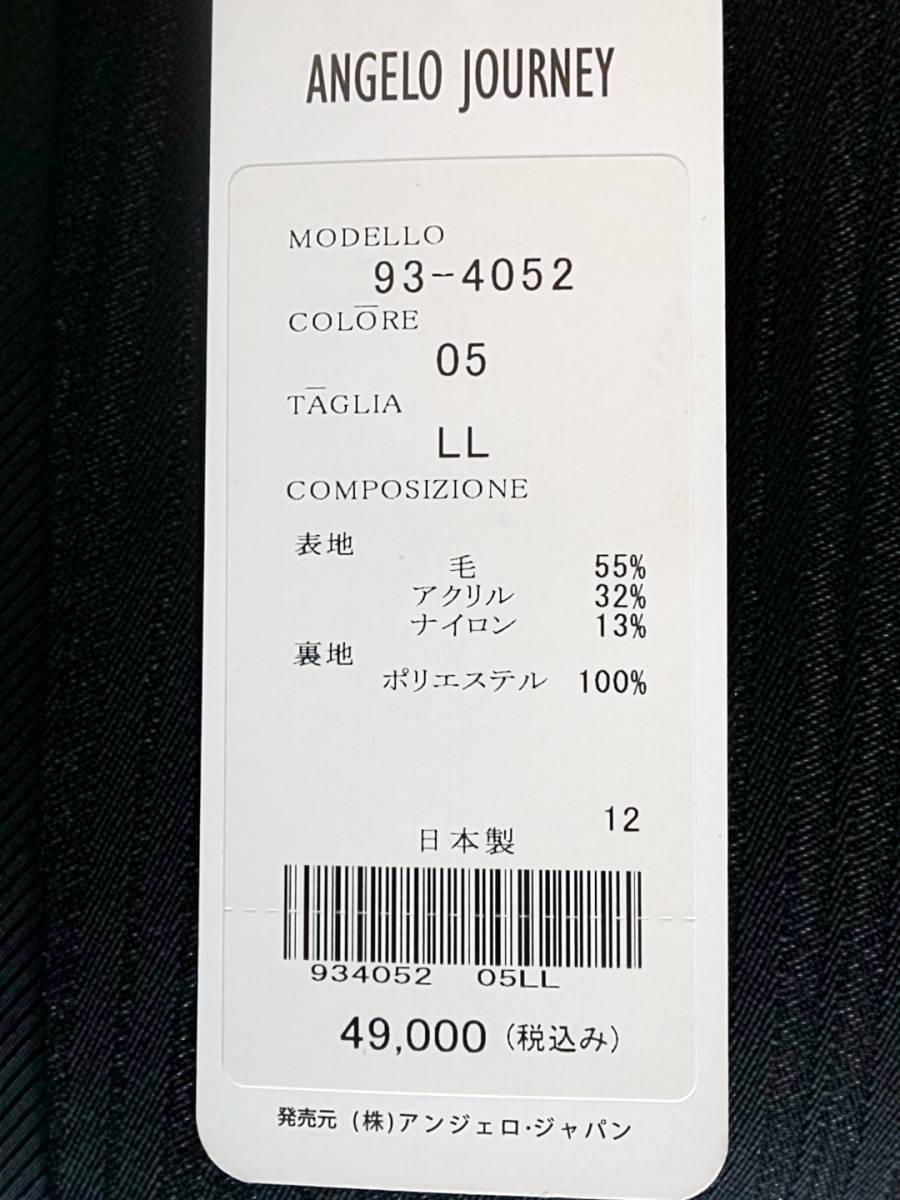 ANGELO JOURNEY
MODELLO
93-4052
COLORE
05
TAGLIA
LL
COMPOSIZIONE
表地
毛 55%
アクリル 32%
ナイロン 13%
裏地
ポリエステル 100%
12
日本製
934052 05LL
49,000 (税込み)
発売元 (株)アンジェロ・ジャパン